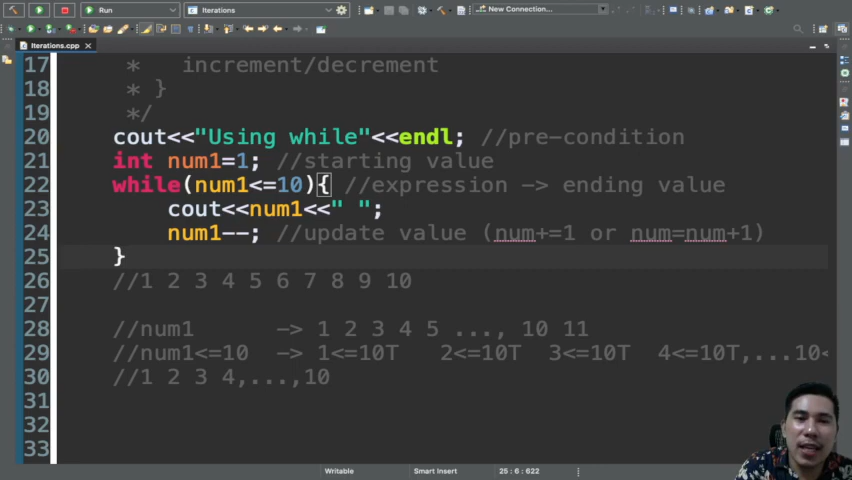 Run
Iterations
New Connection...
Iterations.cpp
17 * increment/decrement
18 * }
19 */
20 cout<<"Using while"<<endl; //pre-condition
21 int num1=1; //starting value
22 while(num1<=10){ //expression -> ending value
23 cout<<num1<<" ";
24 num1--; //update value (num+=1 or num=num+1)
25 }
26 //1 2 3 4 5 6 7 8 9 10
27
28 //num1 -> 1 2 3 4 5 ..., 10 11
29 //num1<=10 -> 1<=10T 2<=10T 3<=10T 4<=10T,...10<
30 //1 2 3 4,...,10
31
32
33
Writable Smart Insert 25 : 6 : 622